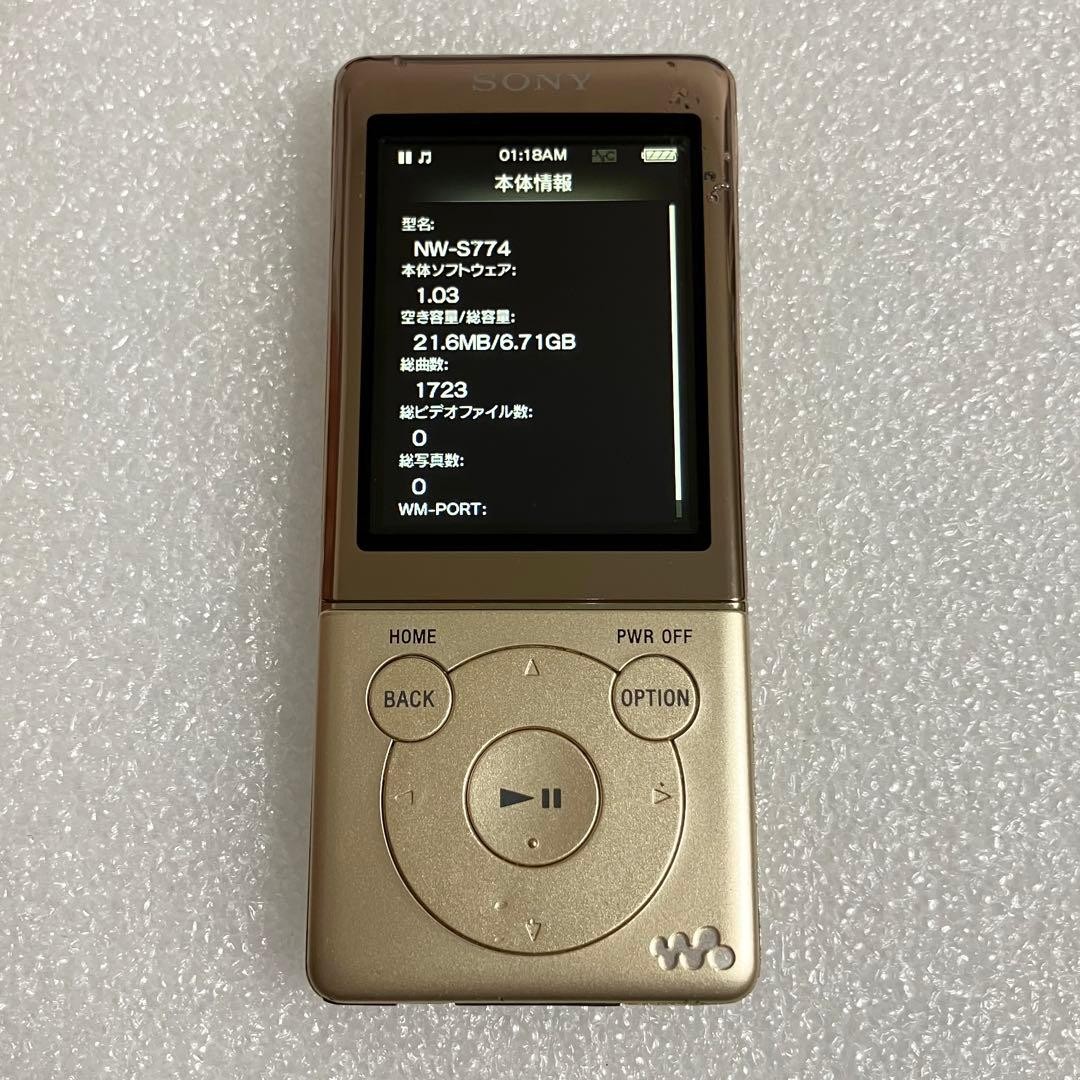 SONY
01:18AM
本体情報
型名:
NW-S774
本体ソフトウェア:
1.03
空き容量/総容量:
21.6MB/6.71GB
総曲数:
1723
総ビデオファイル数:
0
総写真数:
0
WM-PORT:
HOME
PWR OFF
BACK
OPTION